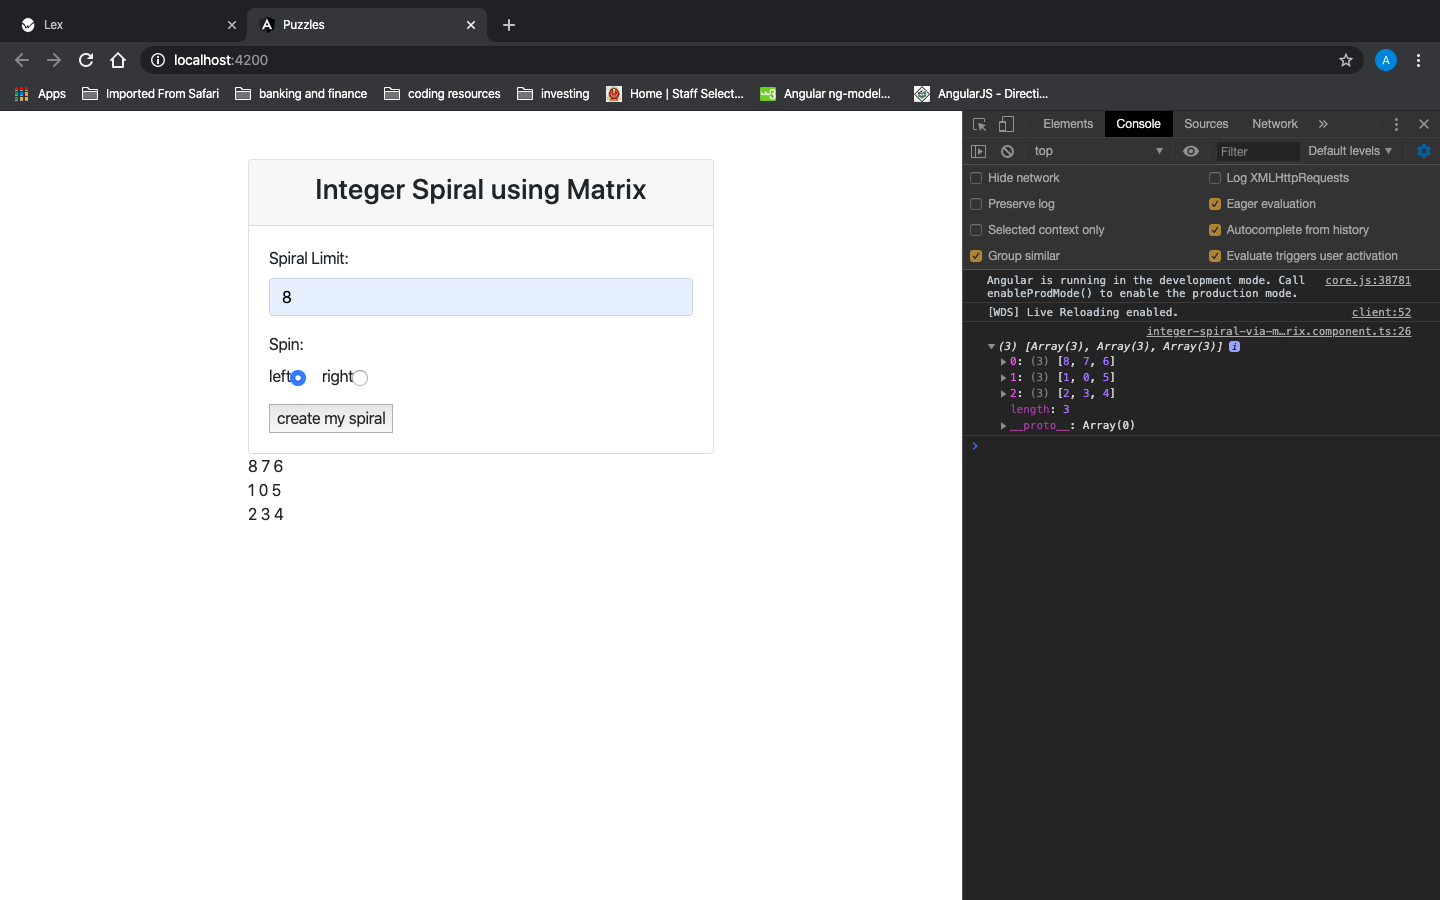 Lex
Puzzles
localhost:4200
A
Apps
Imported From Safari
banking and finance
coding resources
investing
Home | Staff Select...
Angular ng-model...
AngularJS - Directi...
Integer Spiral using Matrix
Spiral Limit:
8
Spin:
left right
create my spiral
8 7 6
1 0 5
2 3 4
Elements Console Sources Network »
top Filter Default levels ▼
Hide network Log XMLHttpRequests
Preserve log Eager evaluation
Selected context only Autocomplete from history
Group similar Evaluate triggers user activation
Angular is running in the development mode. Call core.js:38781
enableProdMode() to enable the production mode.
[WDS] Live Reloading enabled. client:52
integer-spiral-via-m…rix.component.ts:26
(3) [Array(3), Array(3), Array(3)] i
0: (3) [8, 7, 6]
1: (3) [1, 0, 5]
2: (3) [2, 3, 4]
length: 3
__proto__: Array(0)
>